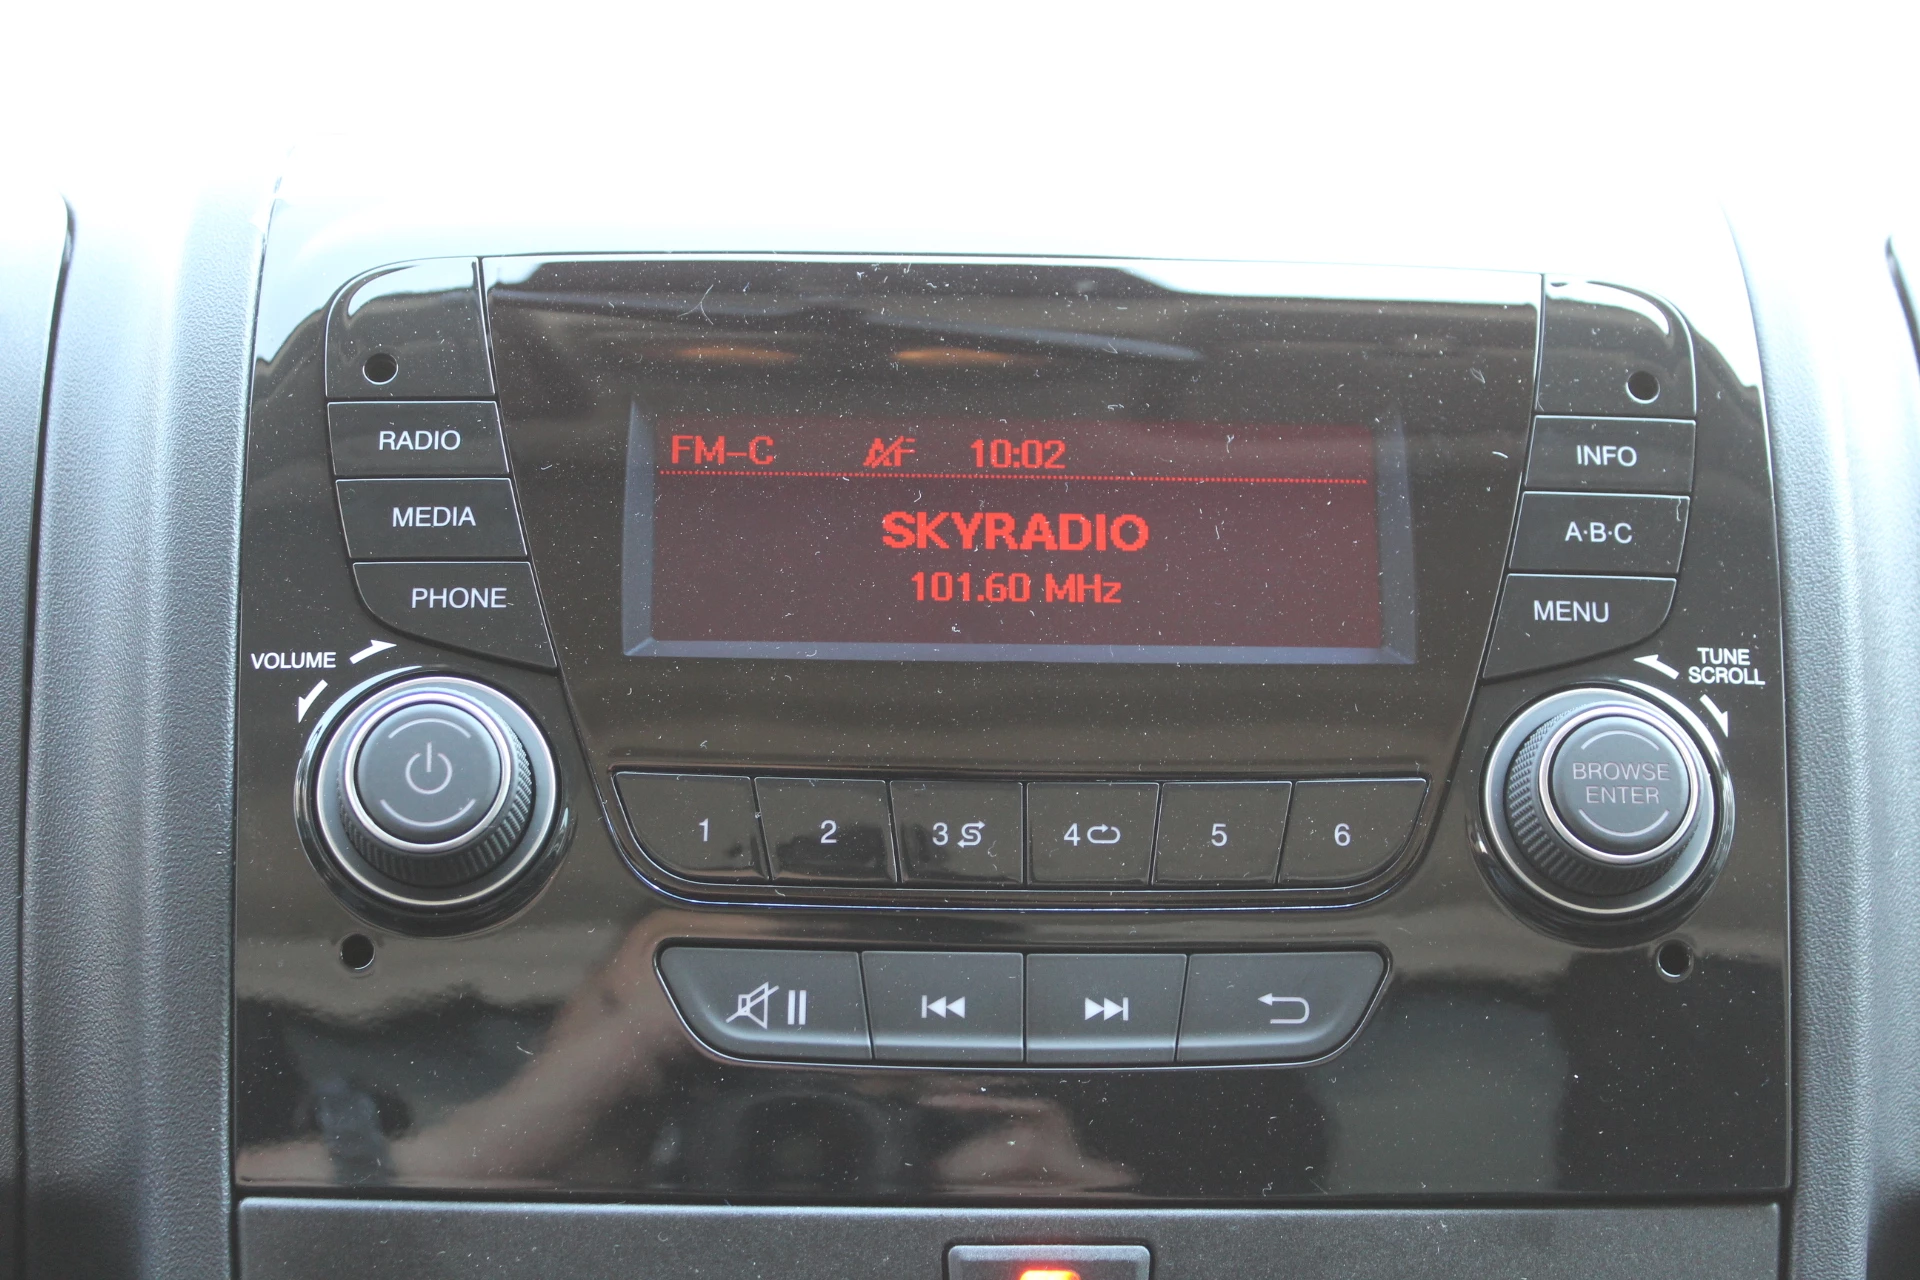 RADIO
MEDIA
PHONE
VOLUME
FM-C AF 10:02
SKYRADIO
101.60 MHz
INFO
A·B·C
MENU
TUNE
SCROLL
BROWSE
ENTER
1 2 3 4 5 6